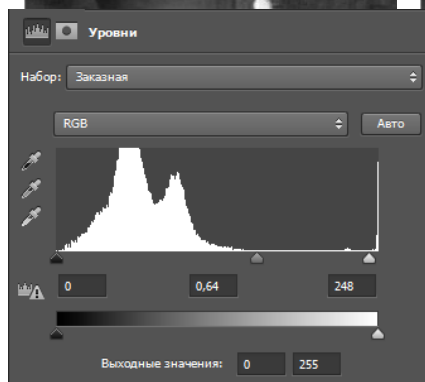 Уровни
Набор: Заказная
RGB Авто
0 0,64 248
Выходные значения: 0 255